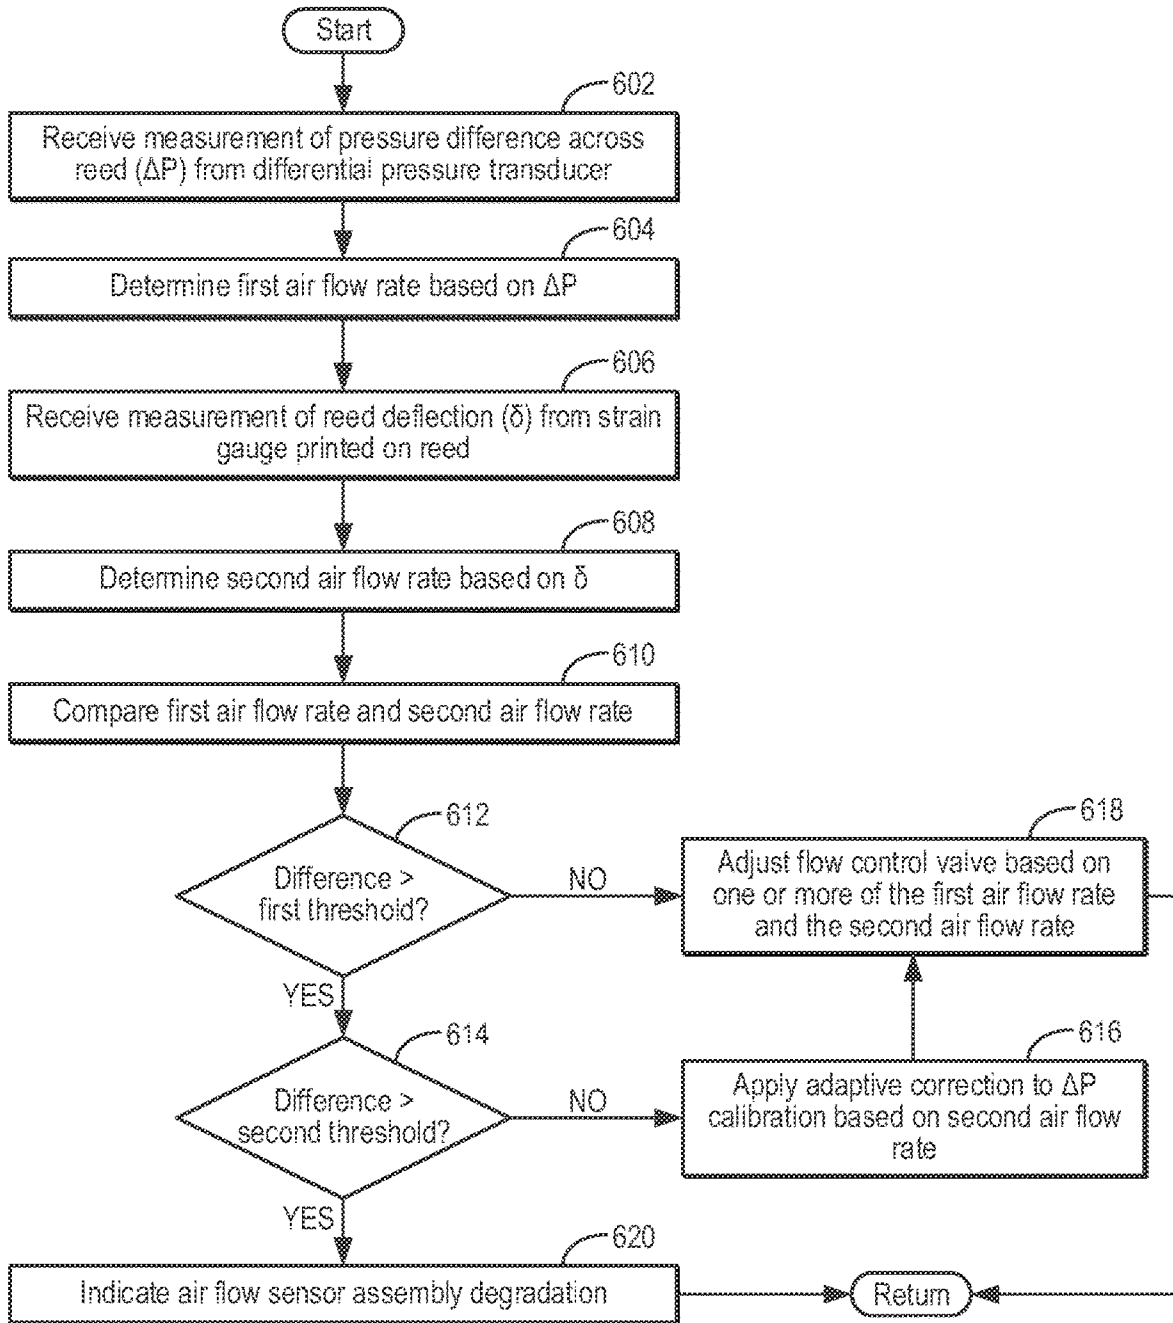 Start
602
Receive measurement of pressure difference across
reed (ΔP) from differential pressure transducer
604
Determine first air flow rate based on ΔP
606
Receive measurement of reed deflection (δ) from strain
gauge printed on reed
608
Determine second air flow rate based on δ
610
Compare first air flow rate and second air flow rate
612
Difference >
first threshold?
NO
618
Adjust flow control valve based on
one or more of the first air flow rate
and the second air flow rate
YES
614
Difference >
second threshold?
NO
616
Apply adaptive correction to ΔP
calibration based on second air flow
rate
YES
620
Indicate air flow sensor assembly degradation
Return